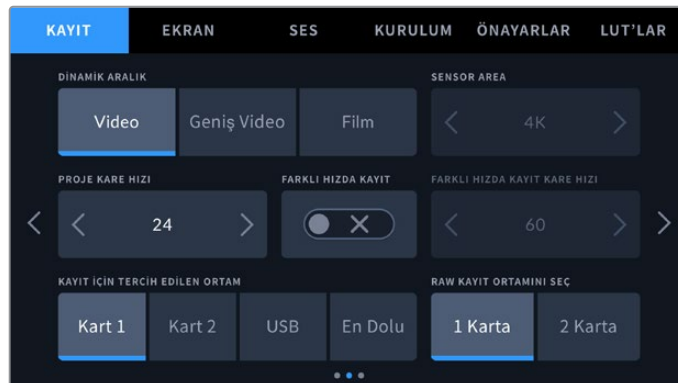 KAYIT EKRAN SES KURULUM ÖNAYARLAR LUT'LAR
DİNAMİK ARALIK SENSOR AREA
Video Geniş Video Film 4K
PROJE KARE HIZI FARKLI HIZDA KAYIT FARKLI HIZDA KAYIT KARE HIZI
24 60
KAYIT İÇİN TERCİH EDİLEN ORTAM RAW KAYIT ORTAMINI SEÇ
Kart 1 Kart 2 USB En Dolu 1 Karta 2 Karta